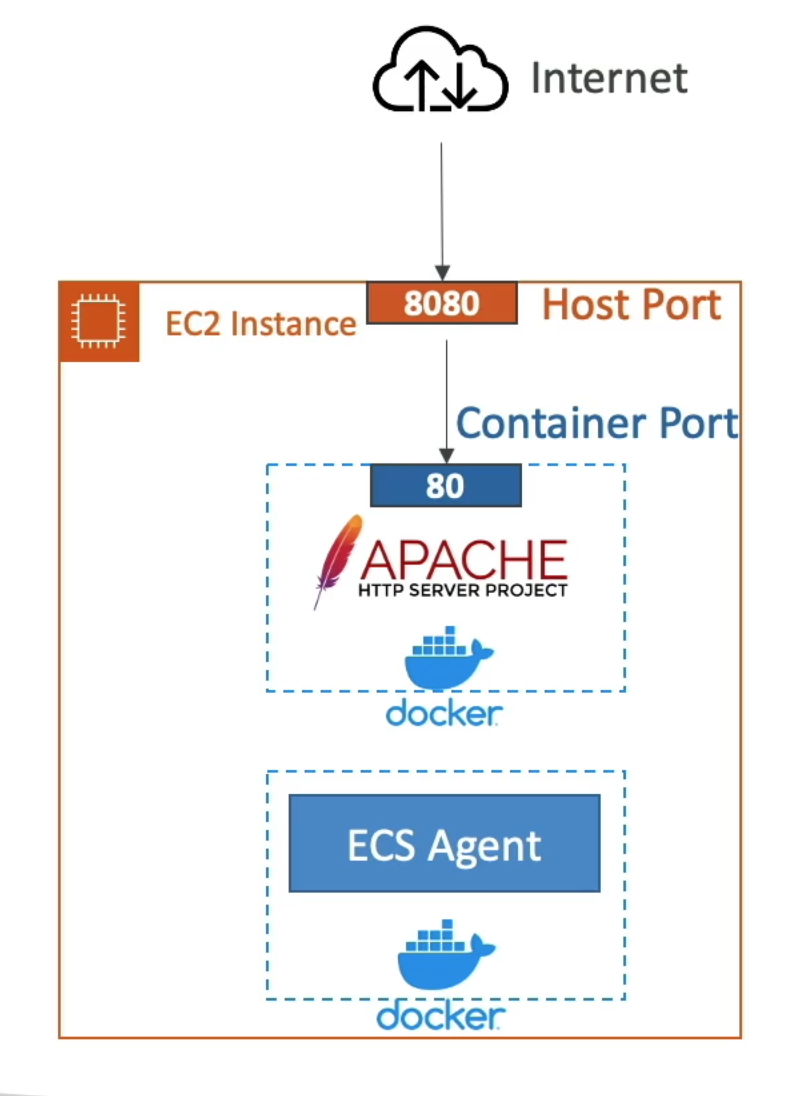 Internet
8080
Host Port
EC2 Instance
Container Port
80
APACHE
HTTP SERVER PROJECT
docker
ECS Agent
docker